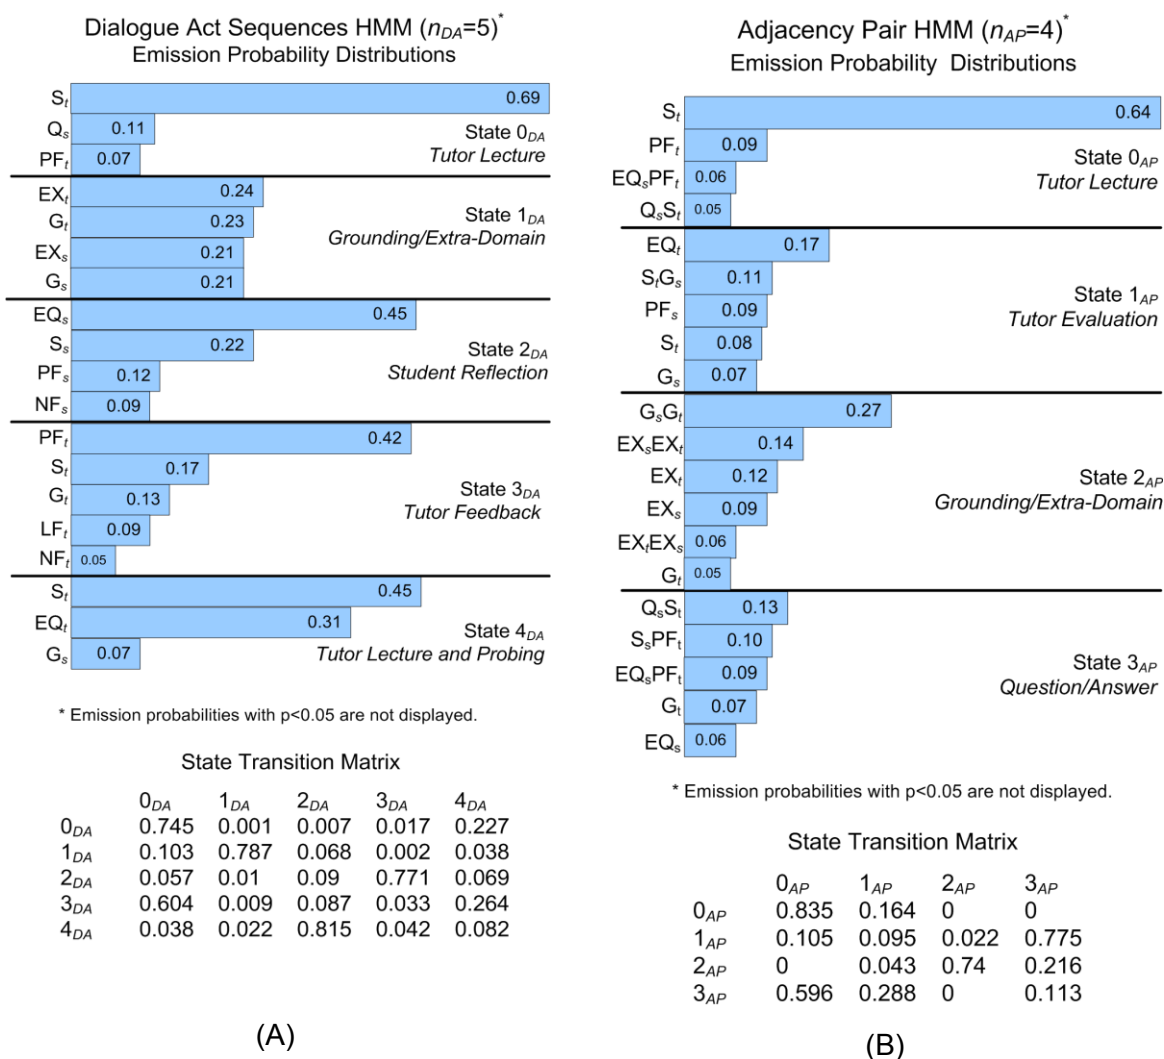 Dialogue Act Sequences HMM (nDA=5)*
Emission Probability Distributions
St 0.69
Qs 0.11
PFt 0.07
State 0DA
Tutor Lecture
EXt 0.24
Gt 0.23
EXs 0.21
Gs 0.21
State 1DA
Grounding/Extra-Domain
EQs 0.45
Ss 0.22
PFs 0.12
NFs 0.09
State 2DA
Student Reflection
PFt 0.42
St 0.17
Gt 0.13
LFt 0.09
NFt 0.05
State 3DA
Tutor Feedback
St 0.45
EQt 0.31
Gs 0.07
State 4DA
Tutor Lecture and Probing
* Emission probabilities with p<0.05 are not displayed.
State Transition Matrix
0DA 1DA 2DA 3DA 4DA
0DA 0.745 0.001 0.007 0.017 0.227
1DA 0.103 0.787 0.068 0.002 0.038
2DA 0.057 0.01 0.09 0.771 0.069
3DA 0.604 0.009 0.087 0.033 0.264
4DA 0.038 0.022 0.815 0.042 0.082
(A)
Adjacency Pair HMM (nAP=4)*
Emission Probability Distributions
St 0.64
PFt 0.09
EQsPFt 0.06
QsSt 0.05
State 0AP
Tutor Lecture
EQt 0.17
StGs 0.11
PFs 0.09
St 0.08
Gs 0.07
State 1AP
Tutor Evaluation
GsGt 0.27
EXsEXt 0.14
EXt 0.12
EXs 0.09
EXtEXs 0.06
Gt 0.05
State 2AP
Grounding/Extra-Domain
QsSt 0.13
SsPFt 0.10
EQsPFt 0.09
Gt 0.07
EQs 0.06
State 3AP
Question/Answer
* Emission probabilities with p<0.05 are not displayed.
State Transition Matrix
0AP 1AP 2AP 3AP
0AP 0.835 0.164 0 0
1AP 0.105 0.095 0.022 0.775
2AP 0 0.043 0.74 0.216
3AP 0.596 0.288 0 0.113
(B)